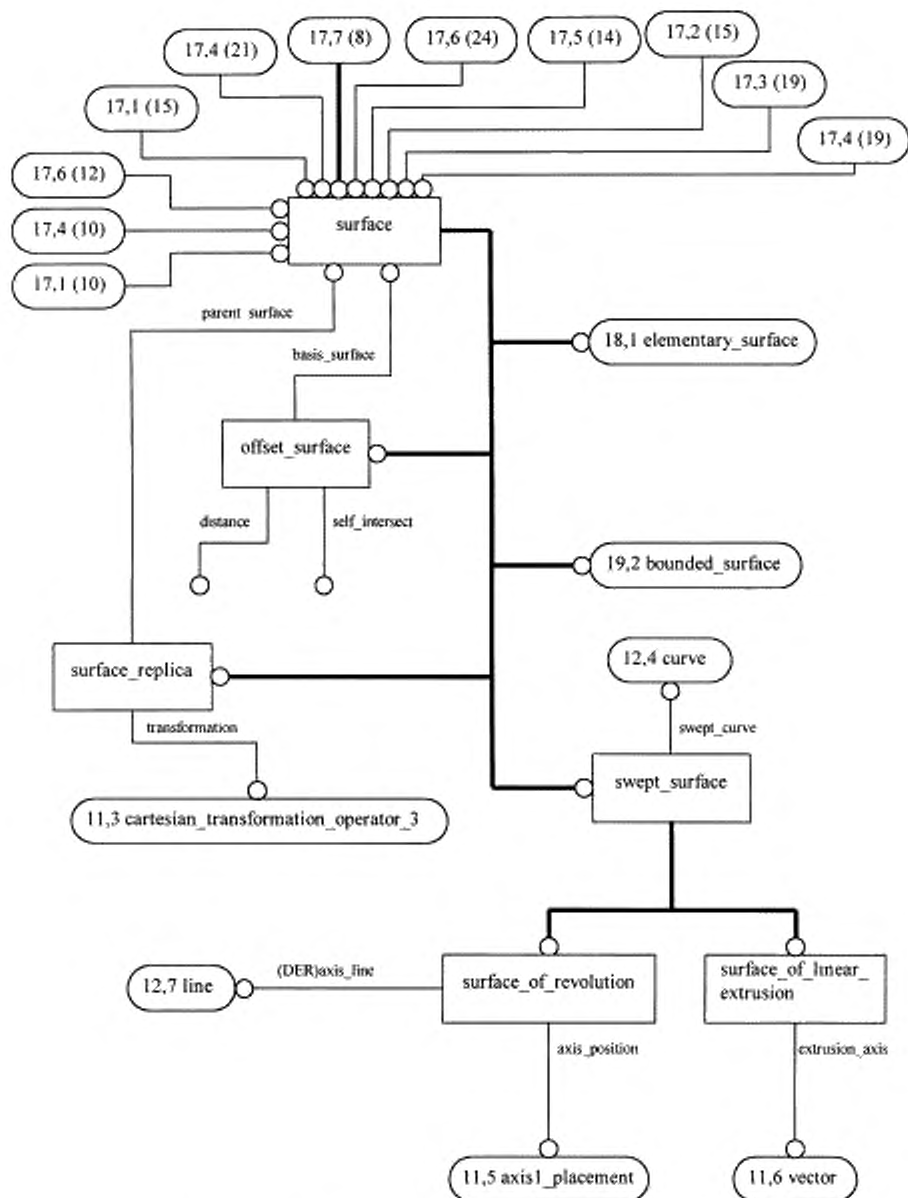 17,4 (21)
17,7 (8)
17,6 (24)
17,5 (14)
17,2 (15)
17,3 (19)
17,1 (15)
17,4 (19)
17,6 (12)
17,4 (10)
17,1 (10)
surface
parent_surface
basis_surface
18,1 elementary_surface
offset_surface
distance
self_intersect
19,2 bounded_surface
surface_replica
12,4 curve
transformation
swept_curve
swept_surface
11,3 cartesian_transformation_operator_3
(DER)axis_line
12,7 line
surface_of_revolution
surface_of_linear_
extrusion
axis_position
extrusion_axis
11,5 axis1_placement
11,6 vector